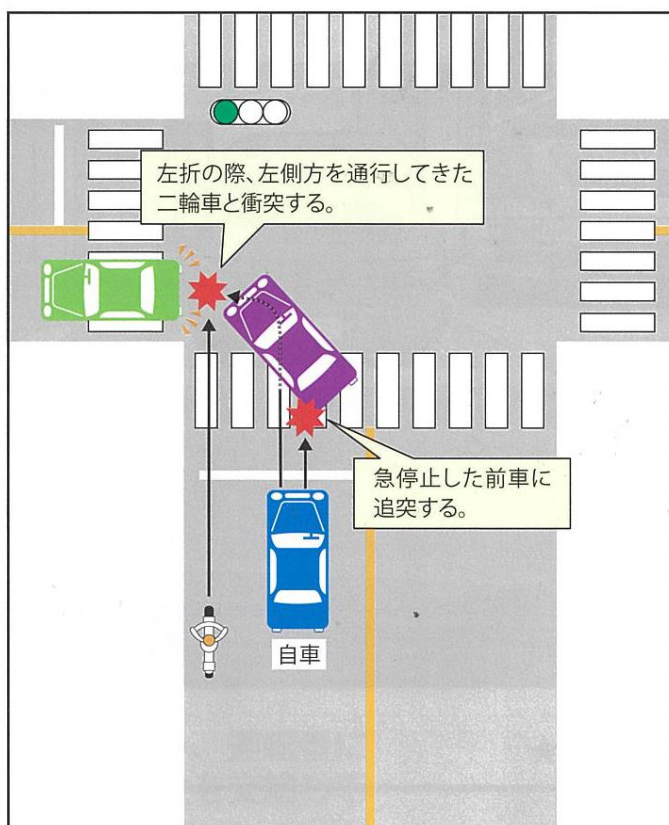 左折の際、左側方を通行してきた
二輪車と衝突する。
急停止した前車に
追突する。
自車